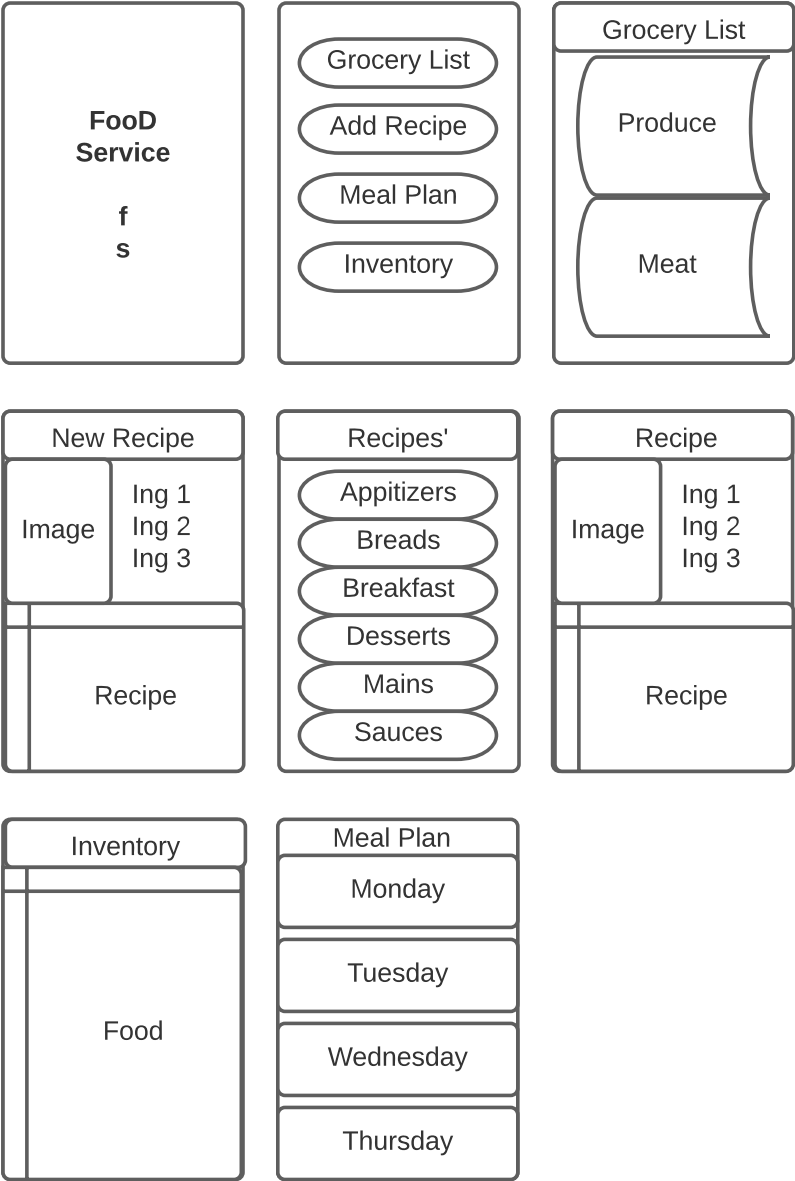 FooD
Service
f
s
Grocery List
Add Recipe
Meal Plan
Inventory
Grocery List
Produce
Meat
New Recipe
Image
Ing 1
Ing 2
Ing 3
Recipe
Recipes'
Appitizers
Breads
Breakfast
Desserts
Mains
Sauces
Recipe
Image
Ing 1
Ing 2
Ing 3
Recipe
Inventory
Food
Meal Plan
Monday
Tuesday
Wednesday
Thursday